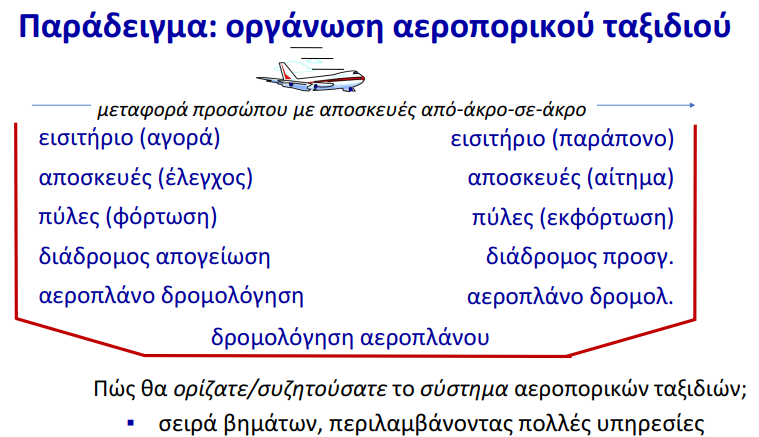 Παράδειγμα: οργάνωση αεροπορικού ταξιδιού
μεταφορά προσώπου με αποσκευές από-άκρο-σε-άκρο
εισιτήριο (αγορά) εισιτήριο (παράπονο)
αποσκευές (έλεγχος) αποσκευές (αίτημα)
πύλες (φόρτωση) πύλες (εκφόρτωση)
διάδρομος απογείωση διάδρομος προσγ.
αεροπλάνο δρομολόγηση αεροπλάνο δρομολ.
δρομολόγηση αεροπλάνου
Πώς θα ορίζατε/συζητούσατε το σύστημα αεροπορικών ταξιδιών;
▪ σειρά βημάτων, περιλαμβάνοντας πολλές υπηρεσίες